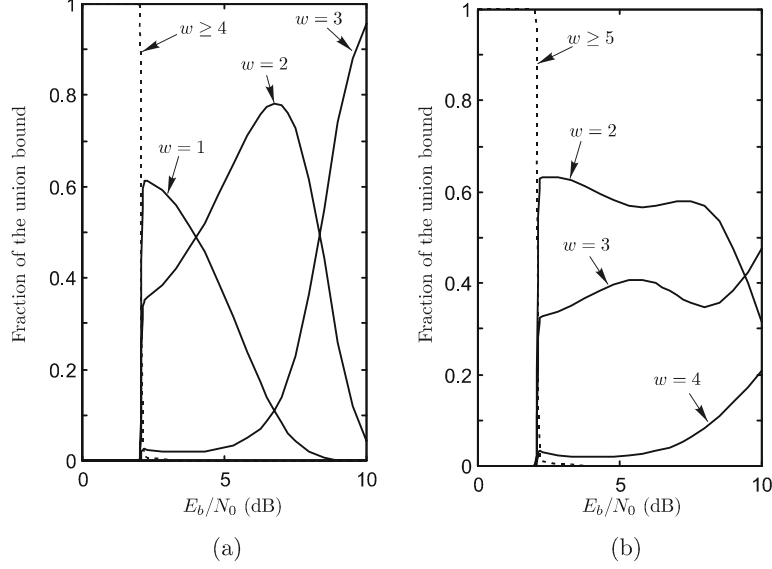 1
0.8
0.6
0.4
0.2
0
0
5
10
Fraction of the union bound
E_b/N_0 (dB)
w ≥ 4
w = 3
w = 2
w = 1
(a)
1
0.8
0.6
0.4
0.2
0
0
5
10
Fraction of the union bound
E_b/N_0 (dB)
w ≥ 5
w = 2
w = 3
w = 4
(b)